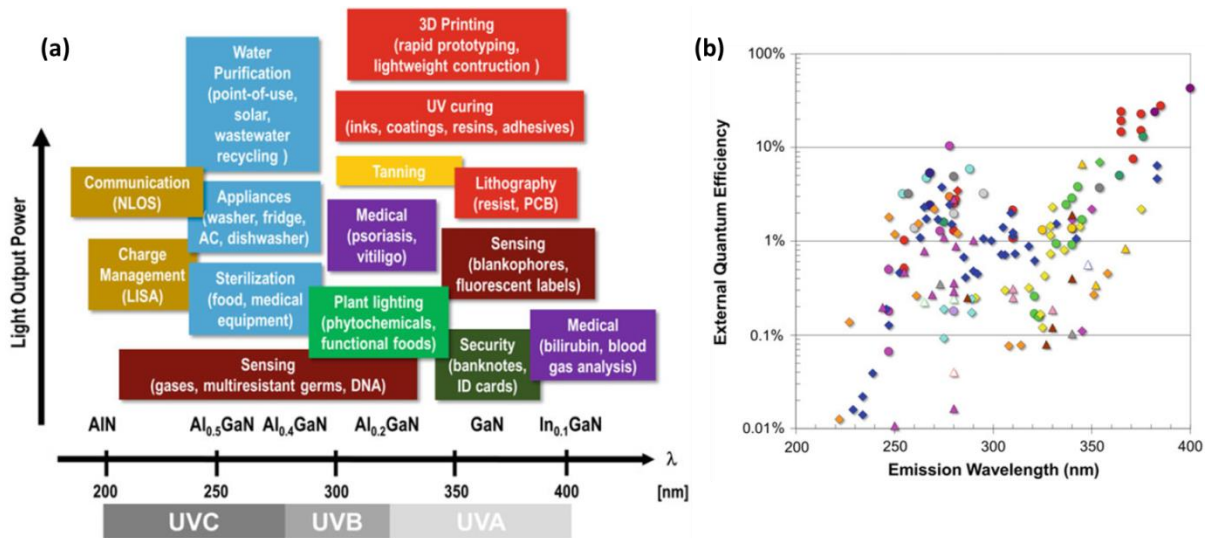 (a)
Light Output Power
3D Printing
(rapid prototyping,
lightweight contruction )
Water
Purification
(point-of-use,
solar,
wastewater
recycling )
UV curing
(inks, coatings, resins, adhesives)
Tanning
Communication
(NLOS)
Appliances
(washer, fridge,
AC, dishwasher)
Medical
(psoriasis,
vitiligo)
Lithography
(resist, PCB)
Charge
Management
(LISA)
Sterilization
(food, medical
equipment)
Sensing
(blankophores,
fluorescent labels)
Plant lighting
(phytochemicals,
functional foods)
Sensing
(gases, multiresistant germs, DNA)
Security
(banknotes,
ID cards)
Medical
(bilirubin, blood
gas analysis)
AlN Al0.5GaN Al0.4GaN Al0.2GaN GaN In0.1GaN
λ
200 250 300 350 400 [nm]
UVC UVB UVA
(b)
External Quantum Efficiency
100%
10%
1%
0.1%
0.01%
200 250 300 350 400
Emission Wavelength (nm)